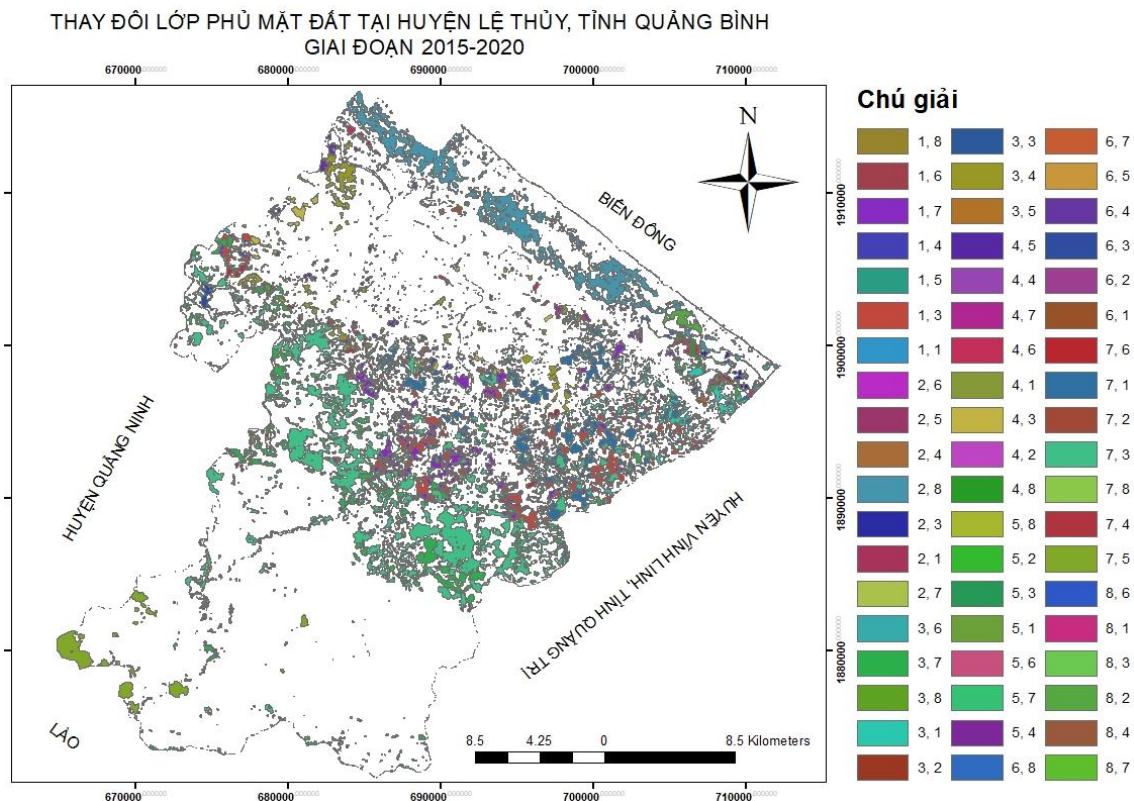 THAY ĐỔI LỚP PHỦ MẶT ĐẤT TẠI HUYỆN LỆ THỦY, TỈNH QUẢNG BÌNH
GIAI ĐOẠN 2015-2020
670000 680000 690000 700000 710000
Chú giải
N
BIỂN ĐÔNG
HUYỆN QUẢNG NINH
HUYỆN VĨNH LINH, TỈNH QUẢNG TRỊ
LÀO
1910000
1900000
1890000
1880000
8.5 4.25 0 8.5 Kilometers
670000 680000 690000 700000 710000
1, 8 3, 3 6, 7
1, 6 3, 4 6, 5
1, 7 3, 5 6, 4
1, 4 4, 5 6, 3
1, 5 4, 4 6, 2
1, 3 4, 7 6, 1
1, 1 4, 6 7, 6
2, 6 4, 1 7, 1
2, 5 4, 3 7, 2
2, 4 4, 2 7, 3
2, 8 4, 8 7, 8
2, 3 5, 8 7, 4
2, 1 5, 2 7, 5
2, 7 5, 3 8, 6
3, 6 5, 1 8, 1
3, 7 5, 6 8, 3
3, 8 5, 7 8, 2
3, 1 5, 4 8, 4
3, 2 6, 8 8, 7